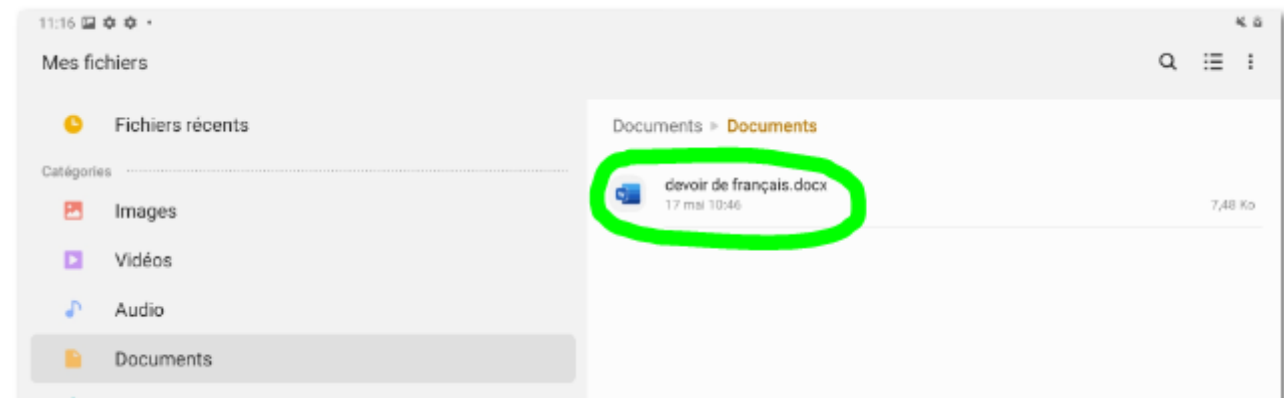 11:16
Mes fichiers
Fichiers récents
Catégories
Images
Vidéos
Audio
Documents
Documents ▸ Documents
devoir de français.docx
17 mai 10:46
7,48 Ko